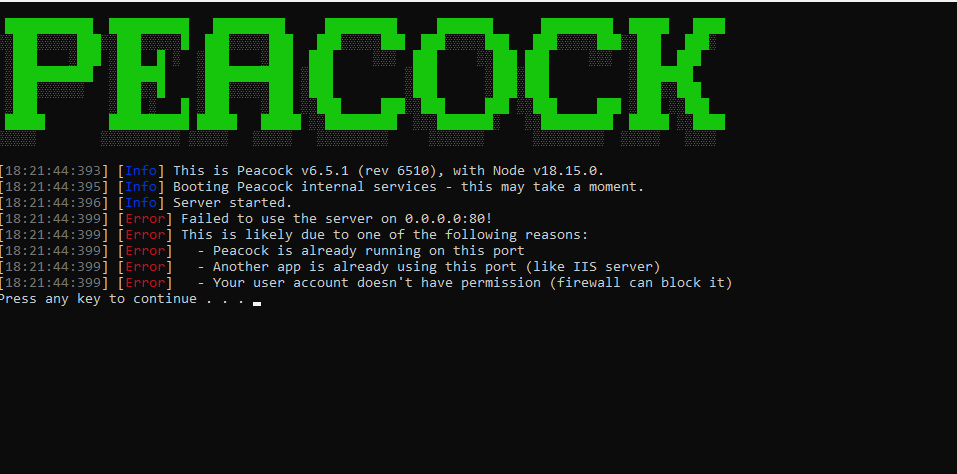 PEACOCK
[18:21:44:393] [Info] This is Peacock v6.5.1 (rev 6510), with Node v18.15.0.
[18:21:44:395] [Info] Booting Peacock internal services - this may take a moment.
[18:21:44:396] [Info] Server started.
[18:21:44:399] [Error] Failed to use the server on 0.0.0.0:80!
[18:21:44:399] [Error] This is likely due to one of the following reasons:
[18:21:44:399] [Error]   - Peacock is already running on this port
[18:21:44:399] [Error]   - Another app is already using this port (like IIS server)
[18:21:44:399] [Error]   - Your user account doesn't have permission (firewall can block it)
Press any key to continue . . .